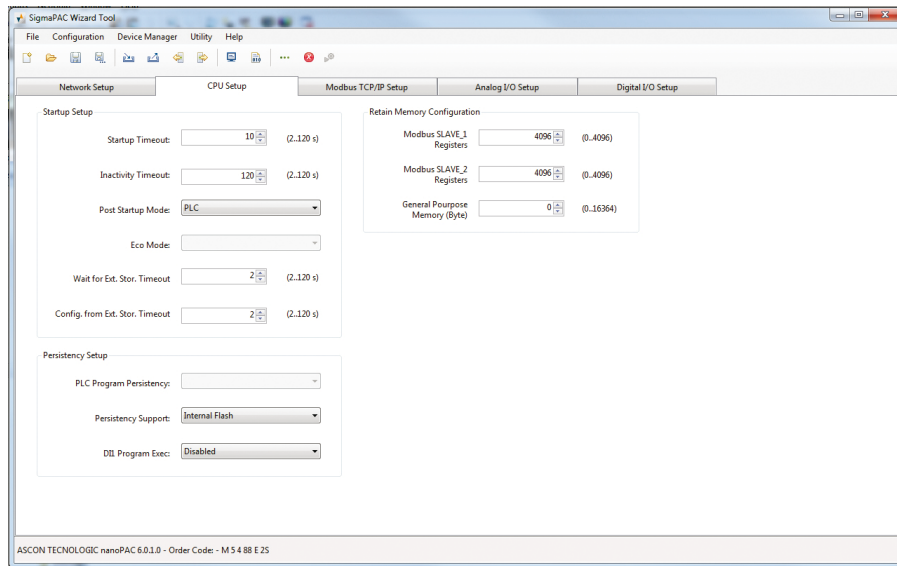 SigmaPAC Wizard Tool
File Configuration Device Manager Utility Help
Network Setup CPU Setup Modbus TCP/IP Setup Analog I/O Setup Digital I/O Setup
Startup Setup
Startup Timeout: 10 (2..120 s)
Inactivity Timeout: 120 (2..120 s)
Post Startup Mode: PLC
Eco Mode:
Wait for Ext. Stor. Timeout 2 (2..120 s)
Config. from Ext. Stor. Timeout 2 (2..120 s)
Persistency Setup
PLC Program Persistency:
Persistency Support: Internal Flash
DI1 Program Exec: Disabled
Retain Memory Configuration
Modbus SLAVE_1
Registers 4096 (0..4096)
Modbus SLAVE_2
Registers 4096 (0..4096)
General Pourpose
Memory (Byte) 0 (0..16364)
ASCON TECNOLOGIC nanoPAC 6.0.1.0 - Order Code: - M 5 4 88 E 2S